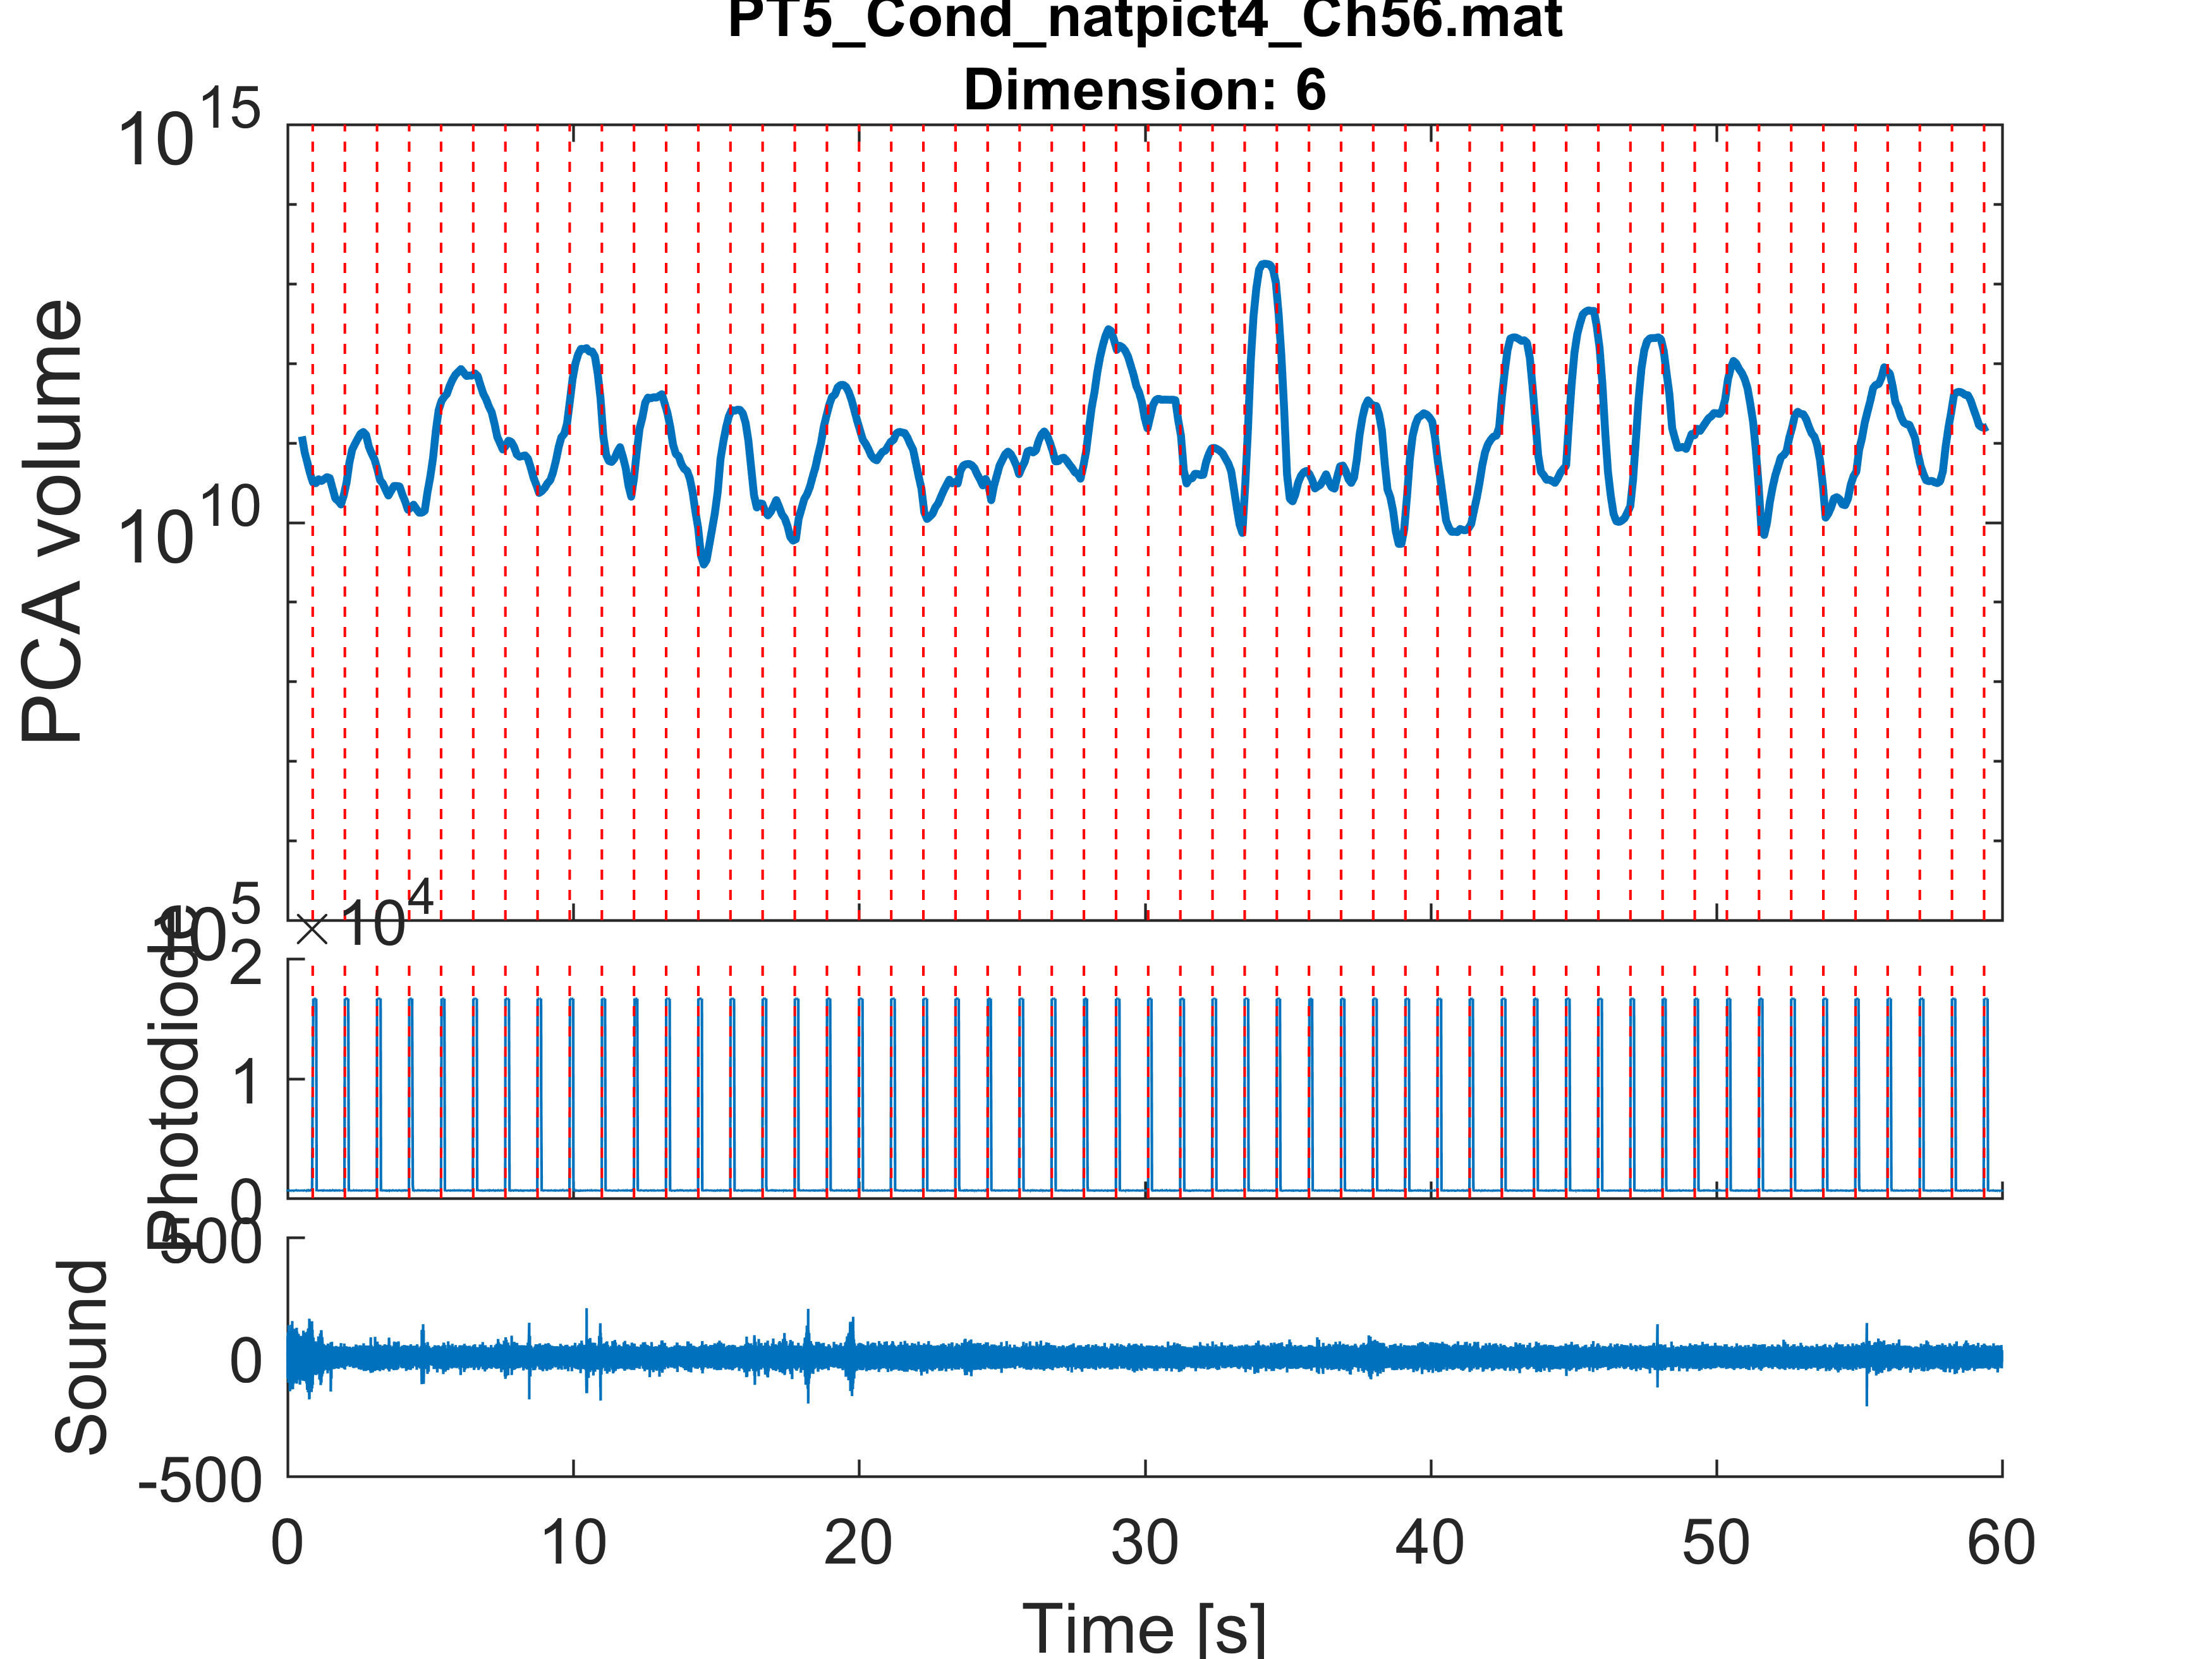 PT5_Cond_natpict4_Ch56.mat
Dimension: 6
10^15
10^10
10^5
PCA volume
×10^4
2
1
0
Photodiode
500
0
-500
Sound
0 10 20 30 40 50 60
Time [s]